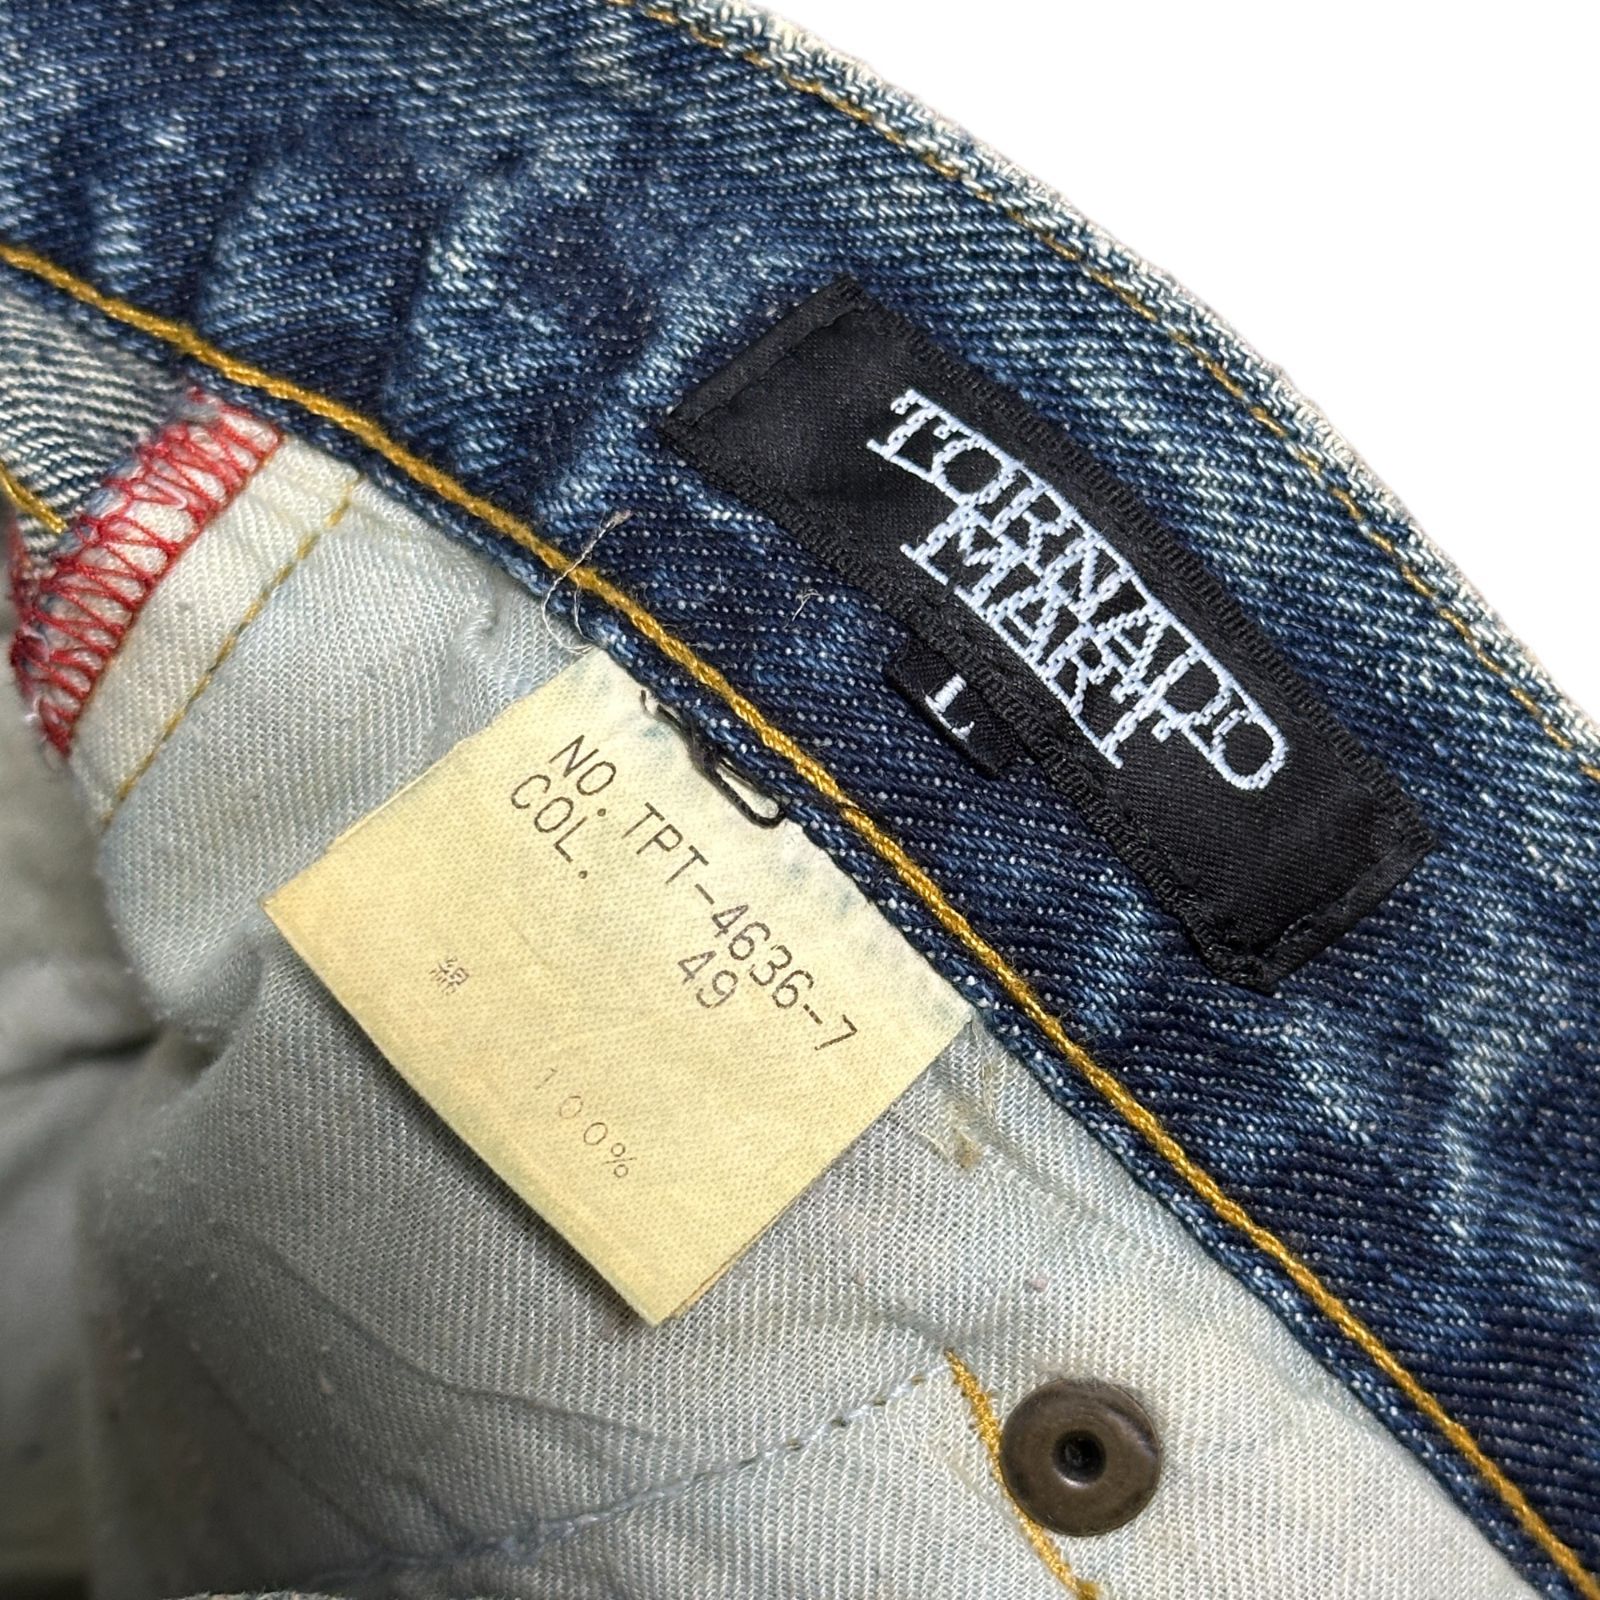 TORNADO
MART
L
NO. TPT-4636-7
COL. 49
綿 100%